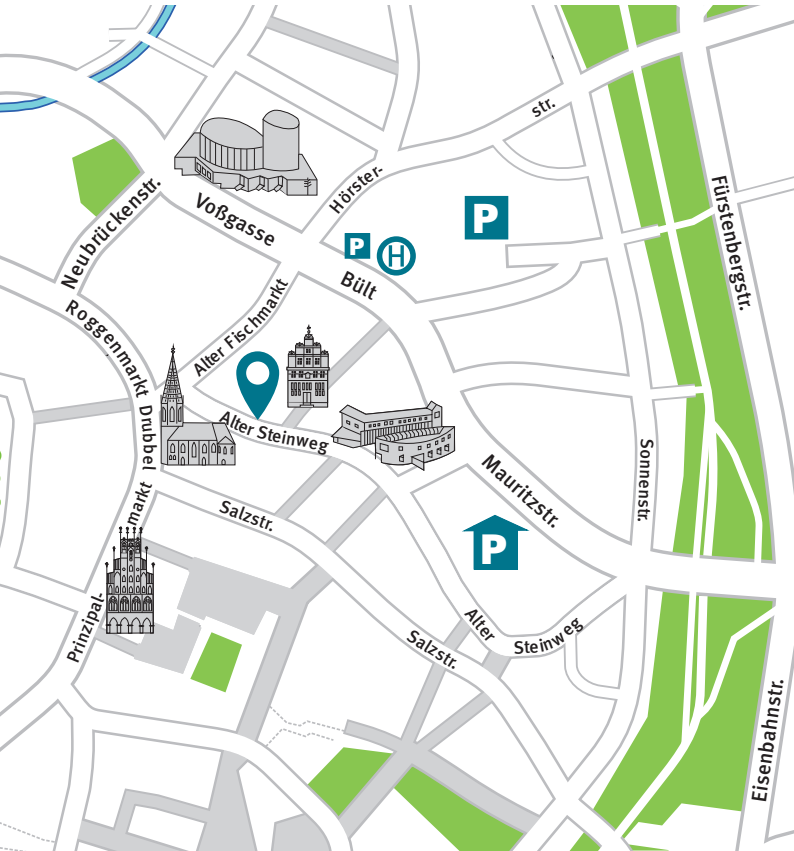 str.
Hörster-
Fürstenbergstr.
Neubrückenstr.
Voßgasse
P
P
H
Bült
Alter Fischmarkt
Roggenmarkt
Drubbel
Alter Steinweg
Mauritzstr.
Sonnenstr.
markt
Prinzipal-
Salzstr.
P
Alter
Steinweg
Salzstr.
Eisenbahnstr.